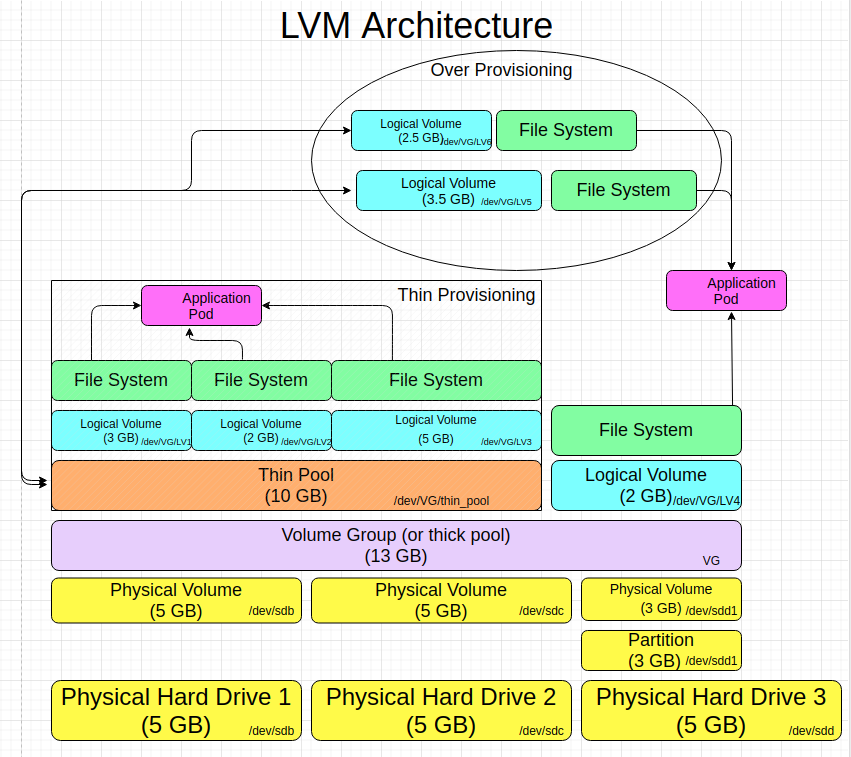 LVM Architecture
Over Provisioning
Logical Volume
(2.5 GB)
/dev/VG/LV6
File System
Logical Volume
(3.5 GB)
/dev/VG/LV5
File System
Thin Provisioning
Application
Pod
Application
Pod
File System
File System
File System
Logical Volume
(3 GB)
/dev/VG/LV1
Logical Volume
(2 GB)
/dev/VG/LV2
Logical Volume
(5 GB)
/dev/VG/LV3
File System
Thin Pool
(10 GB)
/dev/VG/thin_pool
Logical Volume
(2 GB)
/dev/VG/LV4
Volume Group (or thick pool)
(13 GB)
VG
Physical Volume
(5 GB)
/dev/sdb
Physical Volume
(5 GB)
/dev/sdc
Physical Volume
(3 GB)
/dev/sdd1
Partition
(3 GB)
/dev/sdd1
Physical Hard Drive 1
(5 GB)
/dev/sdb
Physical Hard Drive 2
(5 GB)
/dev/sdc
Physical Hard Drive 3
(5 GB)
/dev/sdd